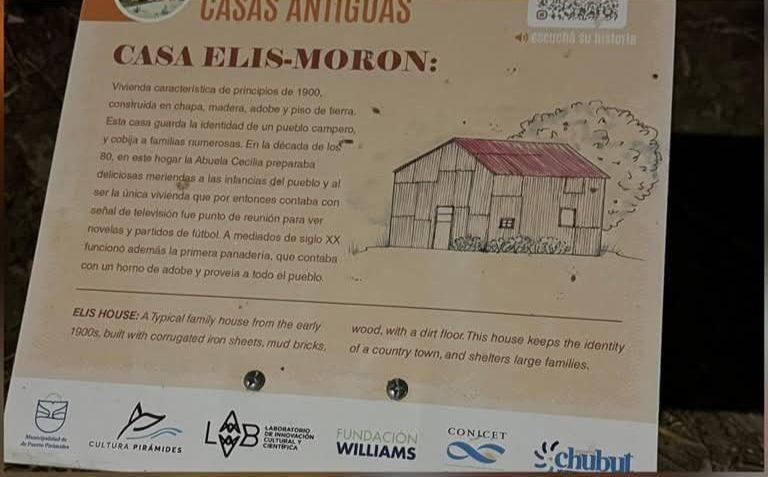 CASAS ANTIGUAS
escuchá su historia
CASA ELIS-MORON:
Vivienda característica de principios de 1900,
construida en chapa, madera, adobe y piso de tierra.
Esta casa guarda la identidad de un pueblo campero,
y cobija a familias numerosas. En la década de los
80, en este hogar la Abuela Cecilia preparaba
deliciosas meriendas a las infancias del pueblo y al
ser la única vivienda que por entonces contaba con
señal de televisión fue punto de reunión para ver
novelas y partidos de fútbol. A mediados de siglo XX
funcionó además la primera panadería, que contaba
con un horno de adobe y proveía a todo el pueblo.
ELIS HOUSE: A Typical family house from the early
1900s, built with corrugated iron sheets, mud bricks,
wood, with a dirt floor. This house keeps the identity
of a country town, and shelters large families.
Municipalidad de
Puerto Pirámides
CULTURA PIRÁMIDES
LAB
LABORATORIO
DE INNOVACIÓN
CULTURAL Y
CIENTÍFICA
FUNDACIÓN
WILLIAMS
CONICET
chubut